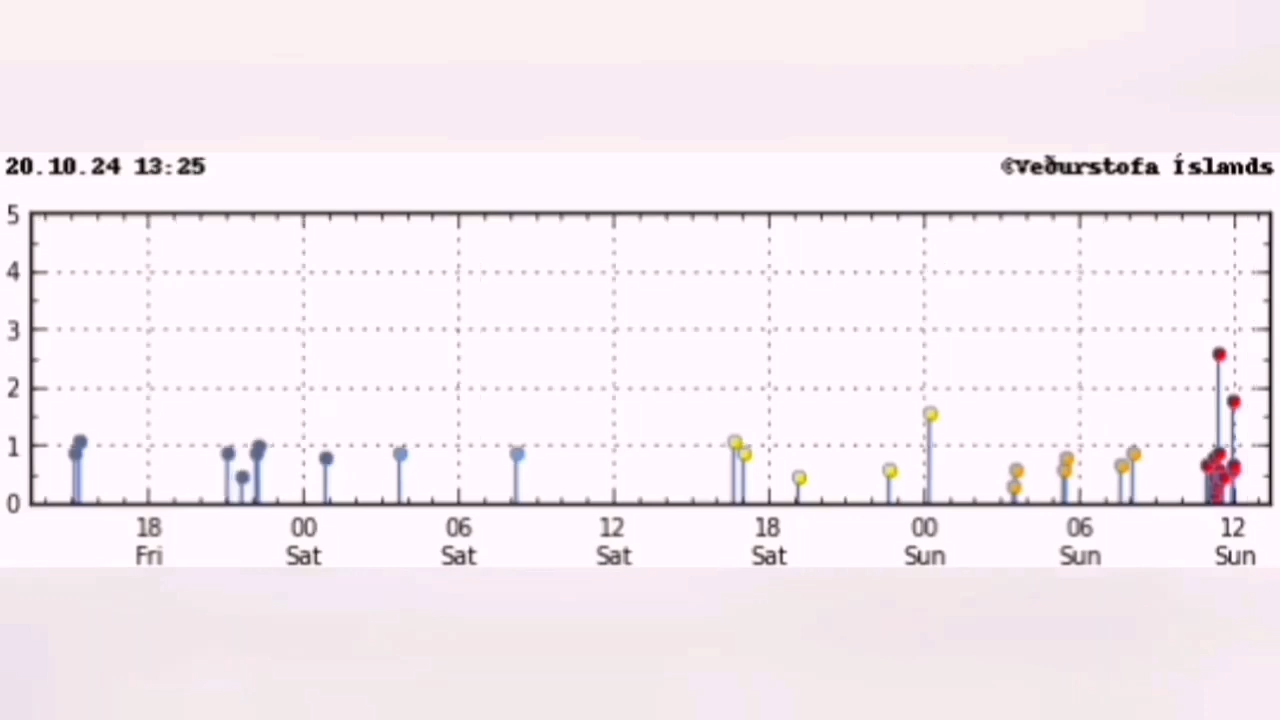 20.10.24 13:25 ©Veðurstofa Íslands
5
4
3
2
1
0
18 00 06 12 18 00 06 12
Fri Sat Sat Sat Sat Sun Sun Sun